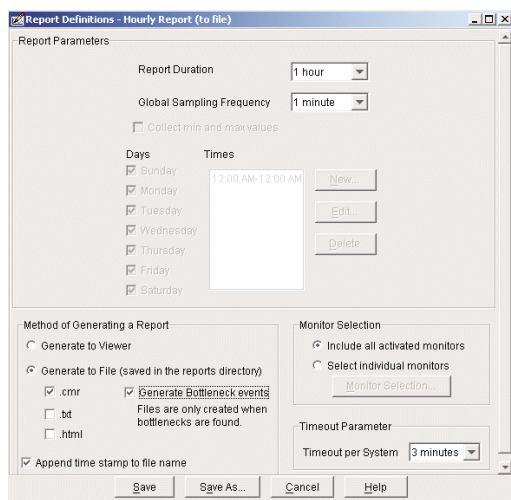 Report Definitions - Hourly Report (to file)
Report Parameters
Report Duration
1 hour
Global Sampling Frequency
1 minute
Collect min and max values
Days Times
Sunday
12:00 AM-12:00 AM
New...
Monday
Tuesday
Edit...
Wednesday
Thursday
Delete
Friday
Saturday
Method of Generating a Report
Generate to Viewer
Generate to File (saved in the reports directory)
.cmr
Generate Bottleneck events
.txt
Files are only created when
bottlenecks are found.
.html
Append time stamp to file name
Monitor Selection
Include all activated monitors
Select individual monitors
Monitor Selection...
Timeout Parameter
Timeout per System
3 minutes
Save Save As... Cancel Help